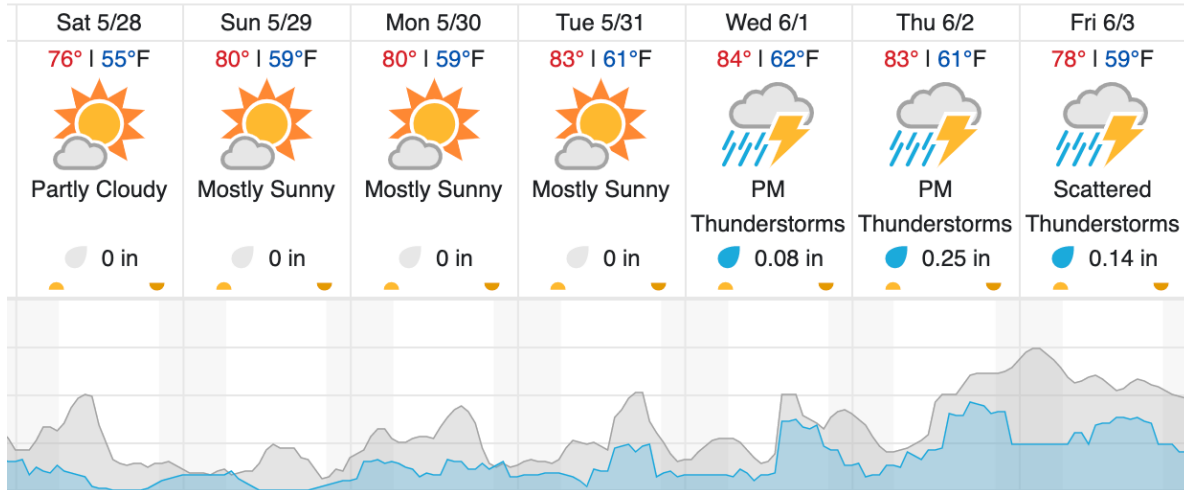 Sat 5/28 Sun 5/29 Mon 5/30 Tue 5/31 Wed 6/1 Thu 6/2 Fri 6/3
76° | 55°F 80° | 59°F 80° | 59°F 83° | 61°F 84° | 62°F 83° | 61°F 78° | 59°F
Partly Cloudy Mostly Sunny Mostly Sunny Mostly Sunny PM PM Scattered
Thunderstorms Thunderstorms Thunderstorms
0 in 0 in 0 in 0 in 0.08 in 0.25 in 0.14 in